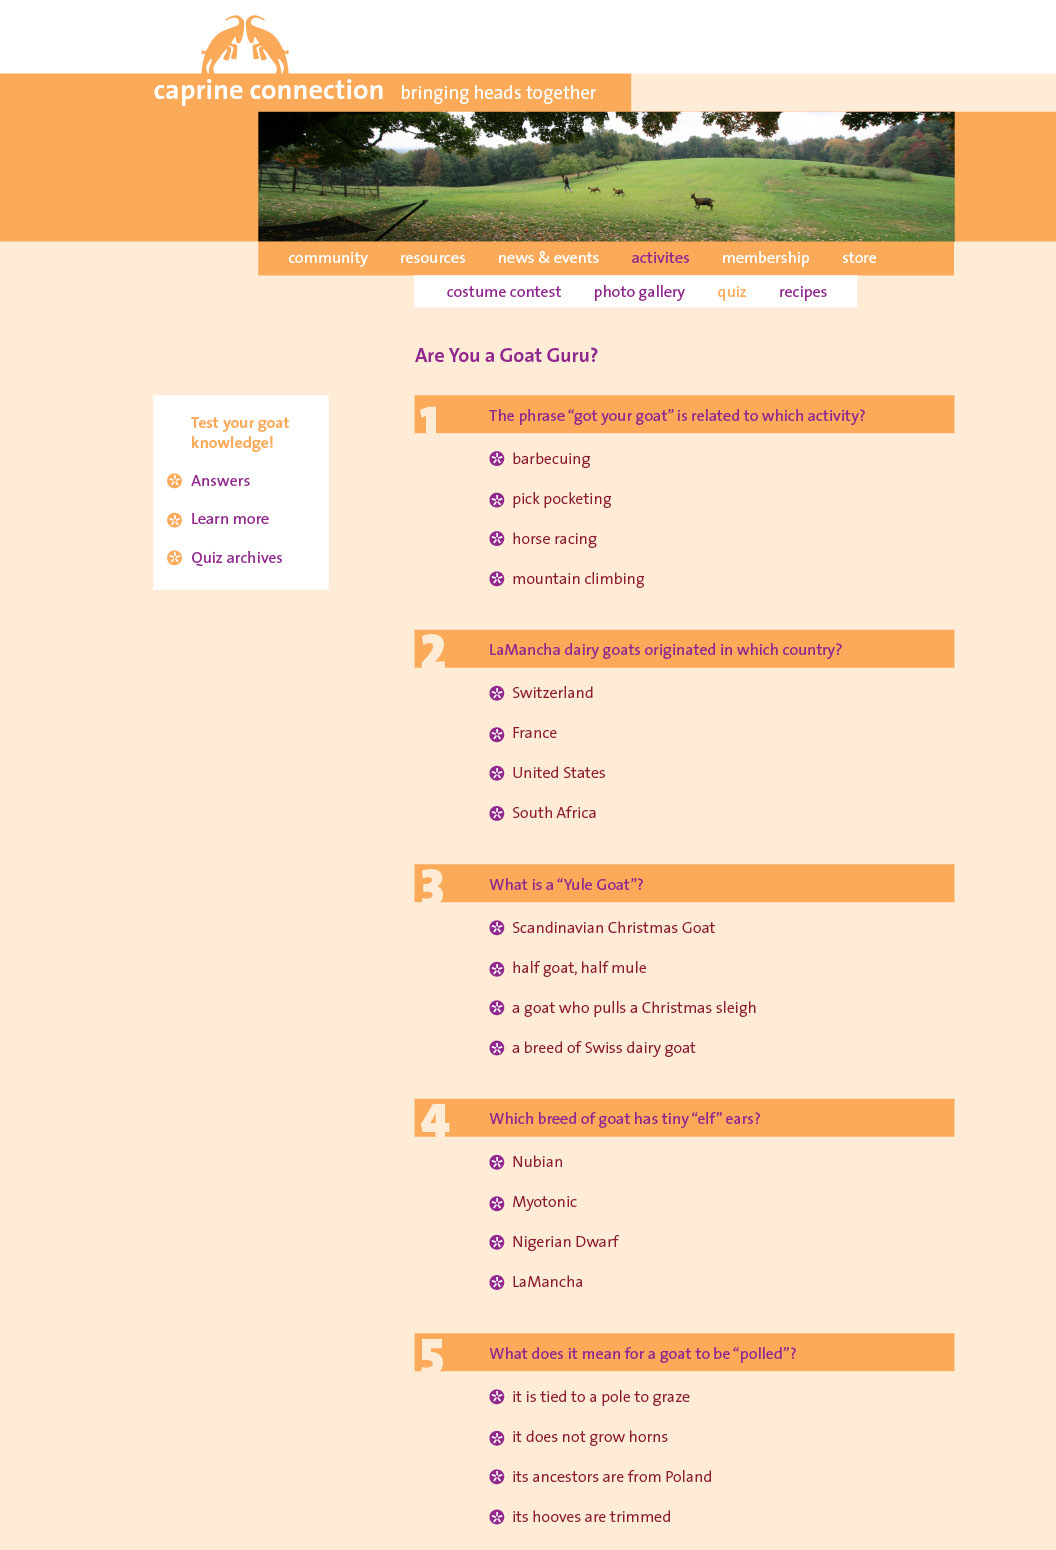 caprine connection bringing heads together
community resources news & events activites membership store
costume contest photo gallery quiz recipes
Are You a Goat Guru?
Test your goat
knowledge!
Answers
Learn more
Quiz archives
1 The phrase “got your goat” is related to which activity?
barbecuing
pick pocketing
horse racing
mountain climbing
2 LaMancha dairy goats originated in which country?
Switzerland
France
United States
South Africa
3 What is a “Yule Goat”?
Scandinavian Christmas Goat
half goat, half mule
a goat who pulls a Christmas sleigh
a breed of Swiss dairy goat
4 Which breed of goat has tiny “elf” ears?
Nubian
Myotonic
Nigerian Dwarf
LaMancha
5 What does it mean for a goat to be “polled”?
it is tied to a pole to graze
it does not grow horns
its ancestors are from Poland
its hooves are trimmed